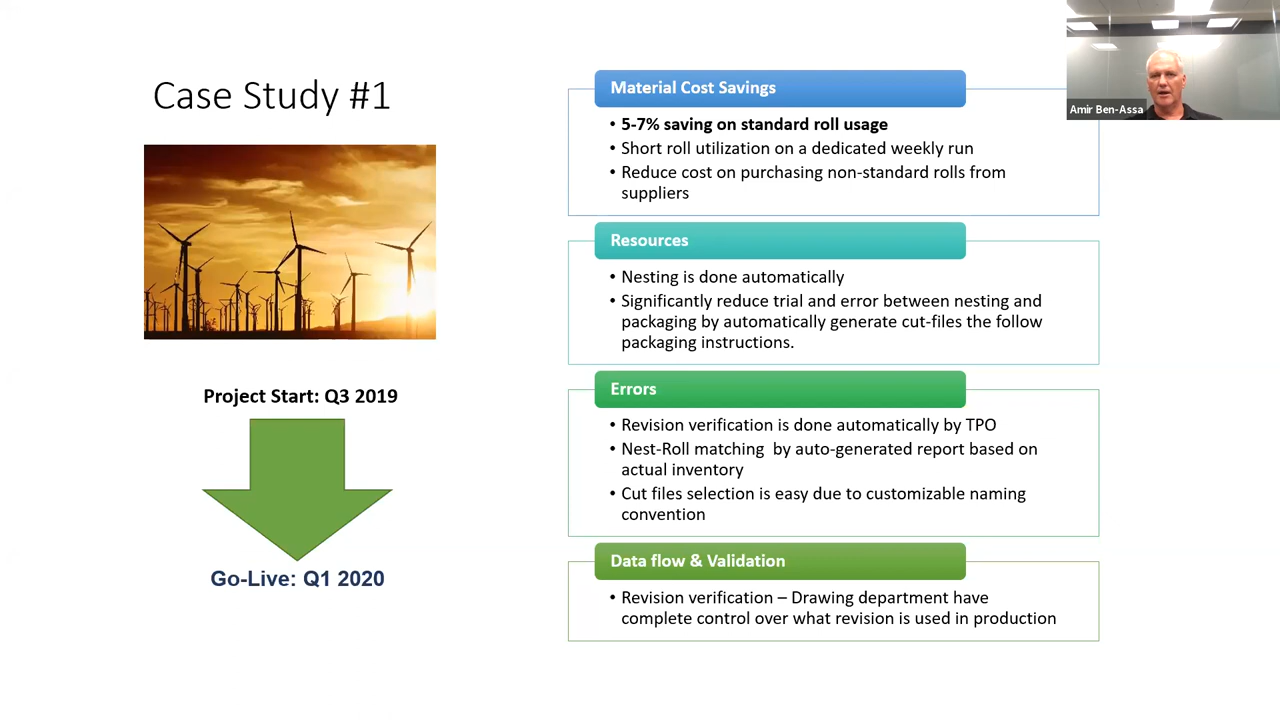 Case Study #1
Project Start: Q3 2019
Go-Live: Q1 2020
Material Cost Savings
• 5-7% saving on standard roll usage
• Short roll utilization on a dedicated weekly run
• Reduce cost on purchasing non-standard rolls from
suppliers
Resources
• Nesting is done automatically
• Significantly reduce trial and error between nesting and
packaging by automatically generate cut-files the follow
packaging instructions.
Errors
• Revision verification is done automatically by TPO
• Nest-Roll matching  by auto-generated report based on
actual inventory
• Cut files selection is easy due to customizable naming
convention
Data flow & Validation
• Revision verification – Drawing department have
complete control over what revision is used in production
Amir Ben-Assa